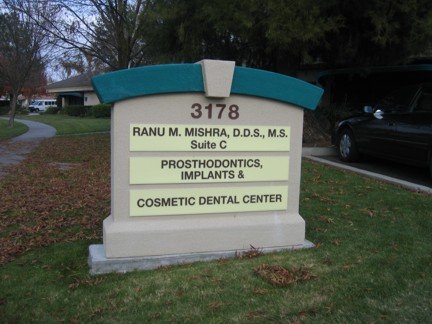 3178
RANU M. MISHRA, D.D.S., M.S.
Suite C
PROSTHODONTICS,
IMPLANTS &
COSMETIC DENTAL CENTER